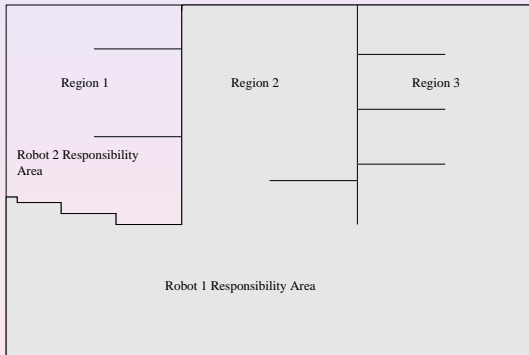 Region 1
Region 2
Region 3
Robot 2 Responsibility
Area
Robot 1 Responsibility Area